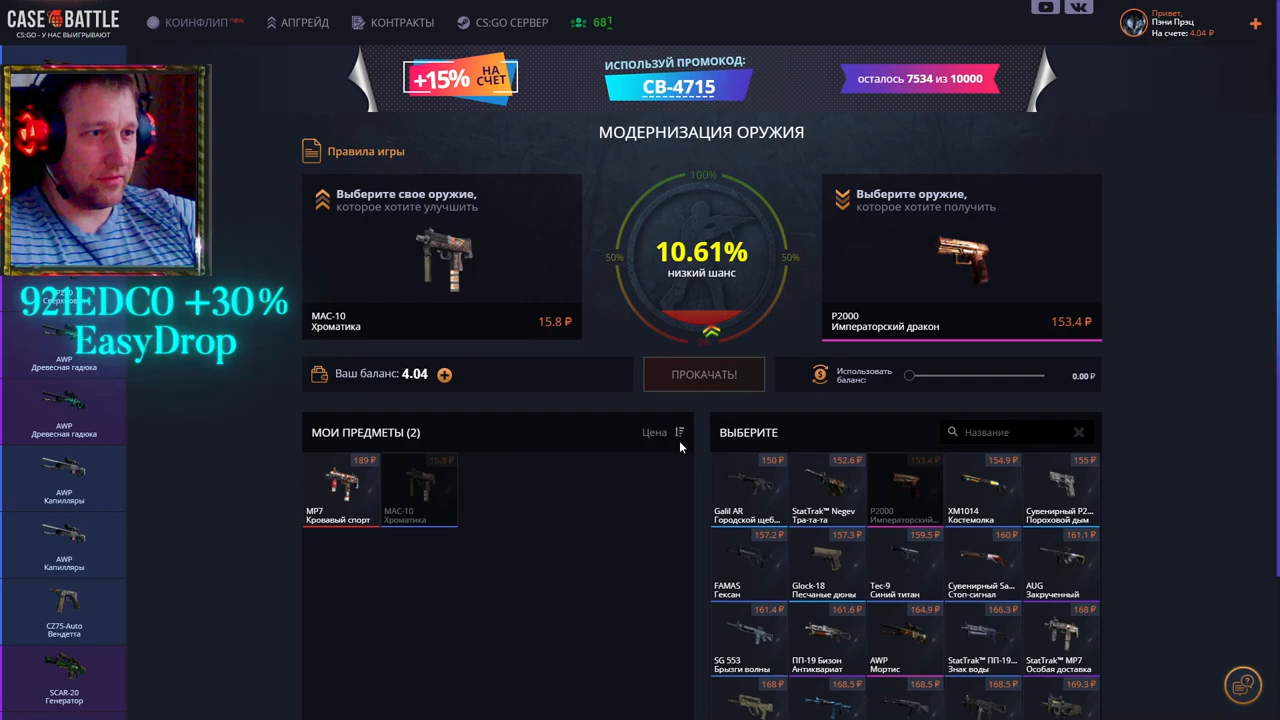 CASE BATTLE
CS:GO - У НАС ВЫИГРЫВАЮТ
КОИНФЛИП new
АПГРЕЙД
КОНТРАКТЫ
CS:GO СЕРВЕР
Привет,
Пэни Прэц
На счете: 4.04 ₽
+15% НА СЧЕТ
ИСПОЛЬЗУЙ ПРОМОКОД:
CB-4715
осталось 7534 из 10000
921EDC0 +30%
EasyDrop
AWP
Древесная гадюка
AWP
Древесная гадюка
AWP
Капилляры
AWP
Капилляры
CZ75-Auto
Вендетта
SCAR-20
Генератор
МОДЕРНИЗАЦИЯ ОРУЖИЯ
Правила игры
Выберите свое оружие,
которое хотите улучшить
MAC-10
Хроматика
15.8 ₽
100%
50%
50%
0%
10.61%
низкий шанс
Выберите оружие,
которое хотите получить
P2000
Императорский дракон
153.4 ₽
Ваш баланс: 4.04
ПРОКАЧАТЬ!
Использовать
баланс:
0.00 ₽
МОИ ПРЕДМЕТЫ (2)
Цена
189 ₽
MP7
Кровавый спорт
15.8 ₽
MAC-10
Хроматика
ВЫБЕРИТЕ
Название
150 ₽
Galil AR
Городской щеб...
152.6 ₽
StatTrak™ Negev
Тра-та-та
153.4 ₽
P2000
Императорский...
154.9 ₽
XM1014
Костемолка
155 ₽
Сувенирный P2...
Пороховой дым
157.2 ₽
FAMAS
Гексан
157.3 ₽
Glock-18
Песчаные дюны
159.5 ₽
Tec-9
Синий титан
160 ₽
Сувенирный Sa...
Стоп-сигнал
161.1 ₽
AUG
Закрученный
161.4 ₽
SG 553
Брызги волны
161.6 ₽
ПП-19 Бизон
Антиквариат
164.9 ₽
AWP
Мортис
166.3 ₽
StatTrak™ ПП-19...
Знак воды
168 ₽
StatTrak™ MP7
Особая доставка
168 ₽
168.5 ₽
168.5 ₽
168.5 ₽
169.3 ₽